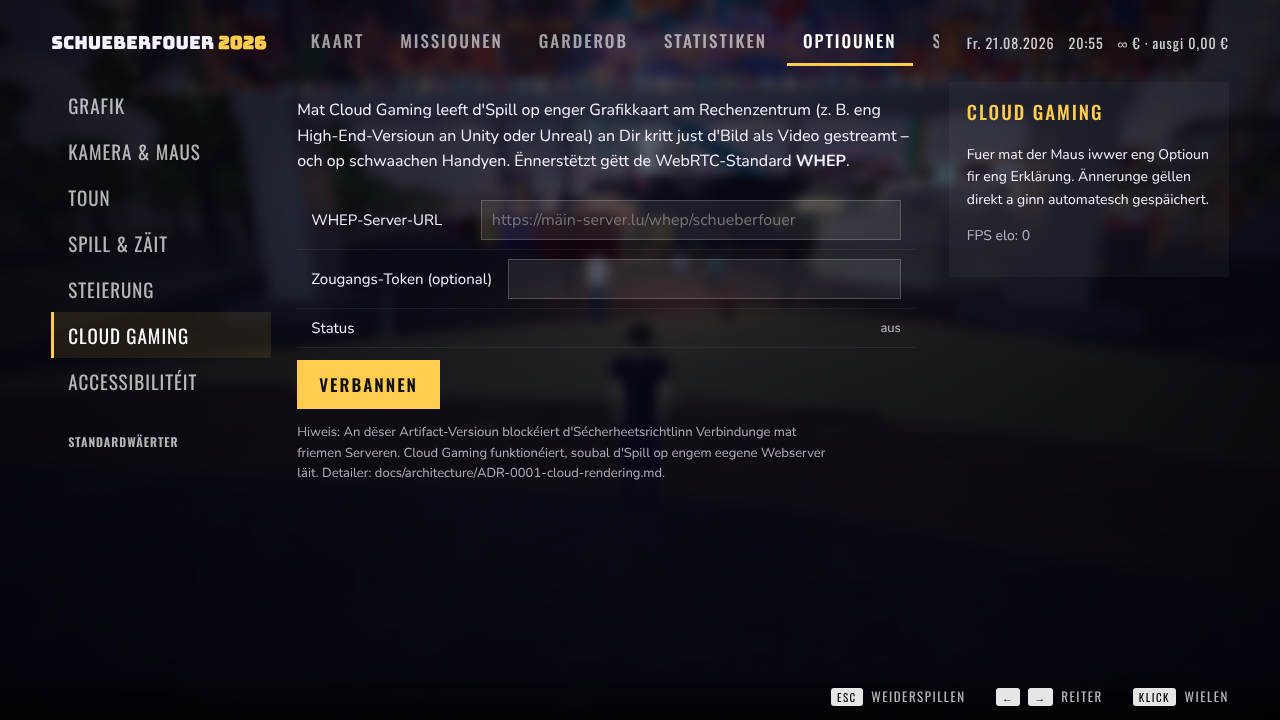 SCHUEBERFOUER 2026
KAART MISSIOUNEN GARDEROB STATISTIKEN OPTIOUNEN S
Fr. 21.08.2026 20:55 ∞ € · ausgi 0,00 €
GRAFIK
KAMERA & MAUS
TOUN
SPILL & ZÄIT
STEIERUNG
CLOUD GAMING
ACCESSIBILITÉIT
STANDARDWÄERTER
Mat Cloud Gaming leeft d'Spill op enger Grafikkaart am Rechenzentrum (z. B. eng
High-End-Versioun an Unity oder Unreal) an Dir kritt just d'Bild als Video gestreamt –
och op schwaachen Handyen. Ënnerstëtzt gëtt de WebRTC-Standard WHEP.
WHEP-Server-URL https://mäin-server.lu/whep/schueberfouer
Zougangs-Token (optional)
Status aus
VERBANNEN
Hiweis: An dëser Artifact-Versioun blockéiert d'Sécherheetsrichtlinn Verbindunge mat
friemen Serveren. Cloud Gaming funktionéiert, soubal d'Spill op engem eegene Webserver
läit. Detailer: docs/architecture/ADR-0001-cloud-rendering.md.
CLOUD GAMING
Fuer mat der Maus iwwer eng Optioun
fir eng Erklärung. Ännerunge gëllen
direkt a ginn automatesch gespäichert.
FPS elo: 0
ESC WEIDERSPILLEN ← → REITER KLICK WIELEN